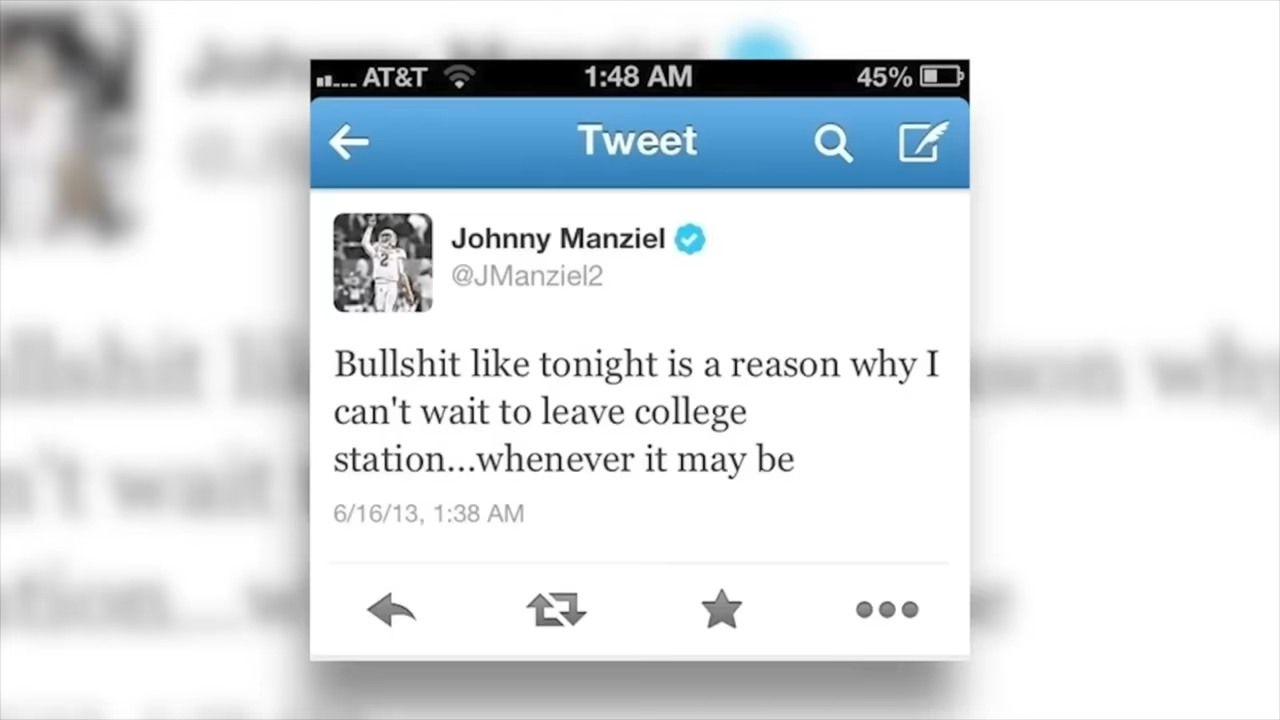 AT&T 1:48 AM 45%
Tweet
Johnny Manziel
@JManziel2
Bullshit like tonight is a reason why I
can't wait to leave college
station...whenever it may be
6/16/13, 1:38 AM